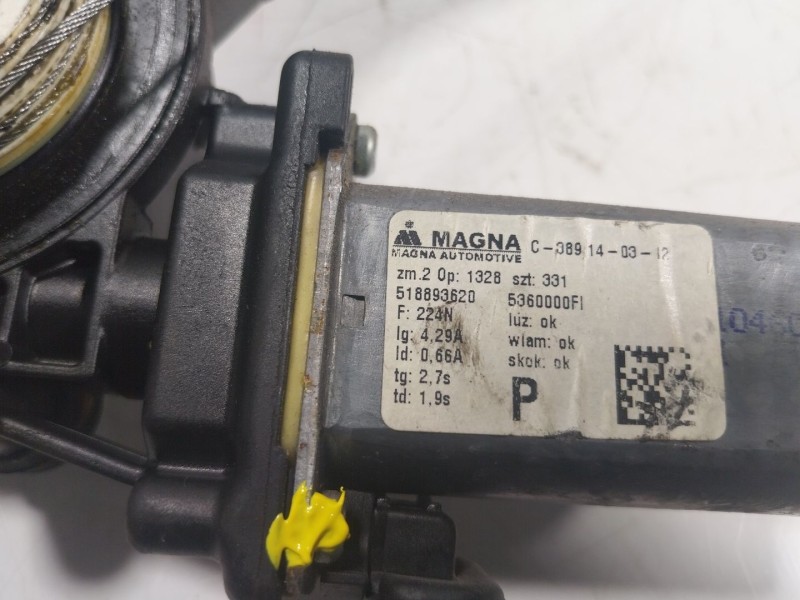 MAGNA C-389 14-03-12
MAGNA AUTOMOTIVE
zm.2 Op: 1328 szt: 331
518893620 5360000FI
F: 224N luz: ok
Ig: 4,29A wlam: ok
Id: 0,66A skok: ok
tg: 2,7s
td: 1,9s
P